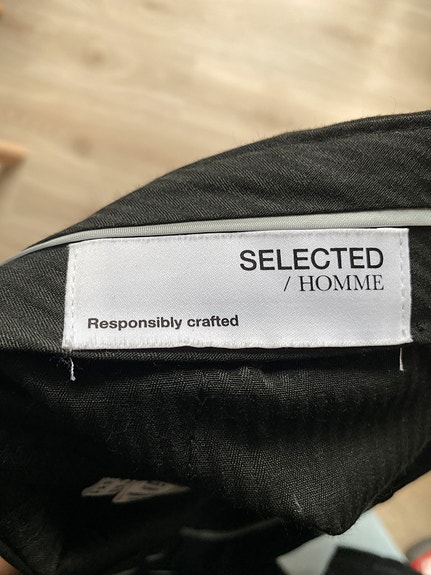 SELECTED
/ HOMME
Responsibly crafted